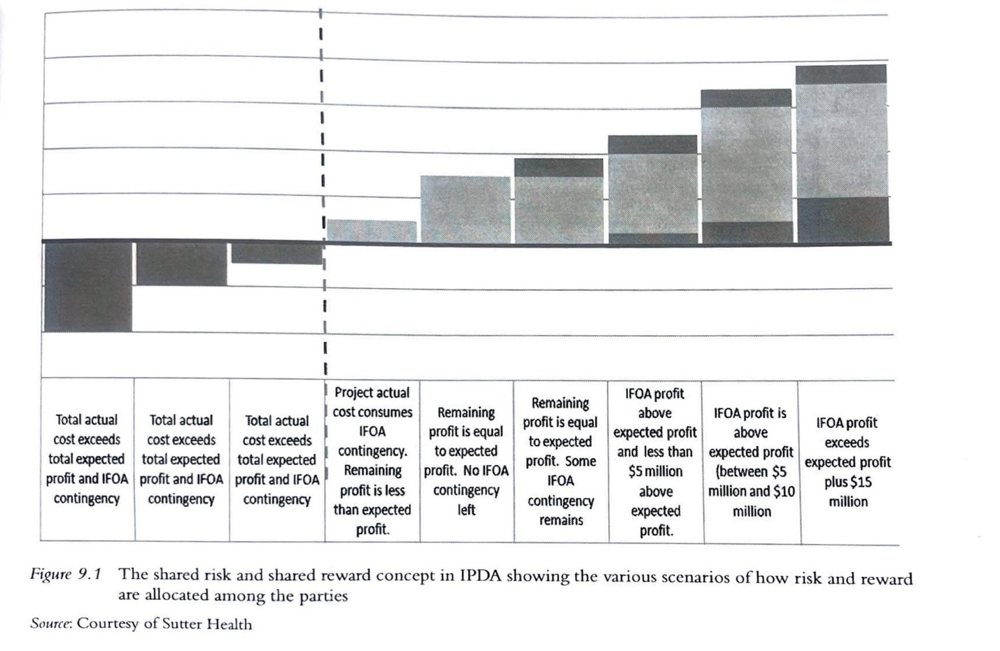 Total actual
cost exceeds
total expected
profit and IFOA
contingency
Total actual
cost exceeds
total expected
profit and IFOA
contingency
Total actual
cost exceeds
total expected
profit and IFOA
contingency
Project actual
cost consumes
IFOA
contingency.
Remaining
profit is less
than expected
profit.
Remaining
profit is equal
to expected
profit. No IFOA
contingency
left
Remaining
profit is equal
to expected
profit. Some
IFOA
contingency
remains
IFOA profit
above
expected profit
and less than
$5 million
above
expected
profit.
IFOA profit is
above
expected profit
(between $5
million and $10
million
IFOA profit
exceeds
expected profit
plus $15
million
Figure 9.1 The shared risk and shared reward concept in IPDA showing the various scenarios of how risk and reward
are allocated among the parties
Source: Courtesy of Sutter Health